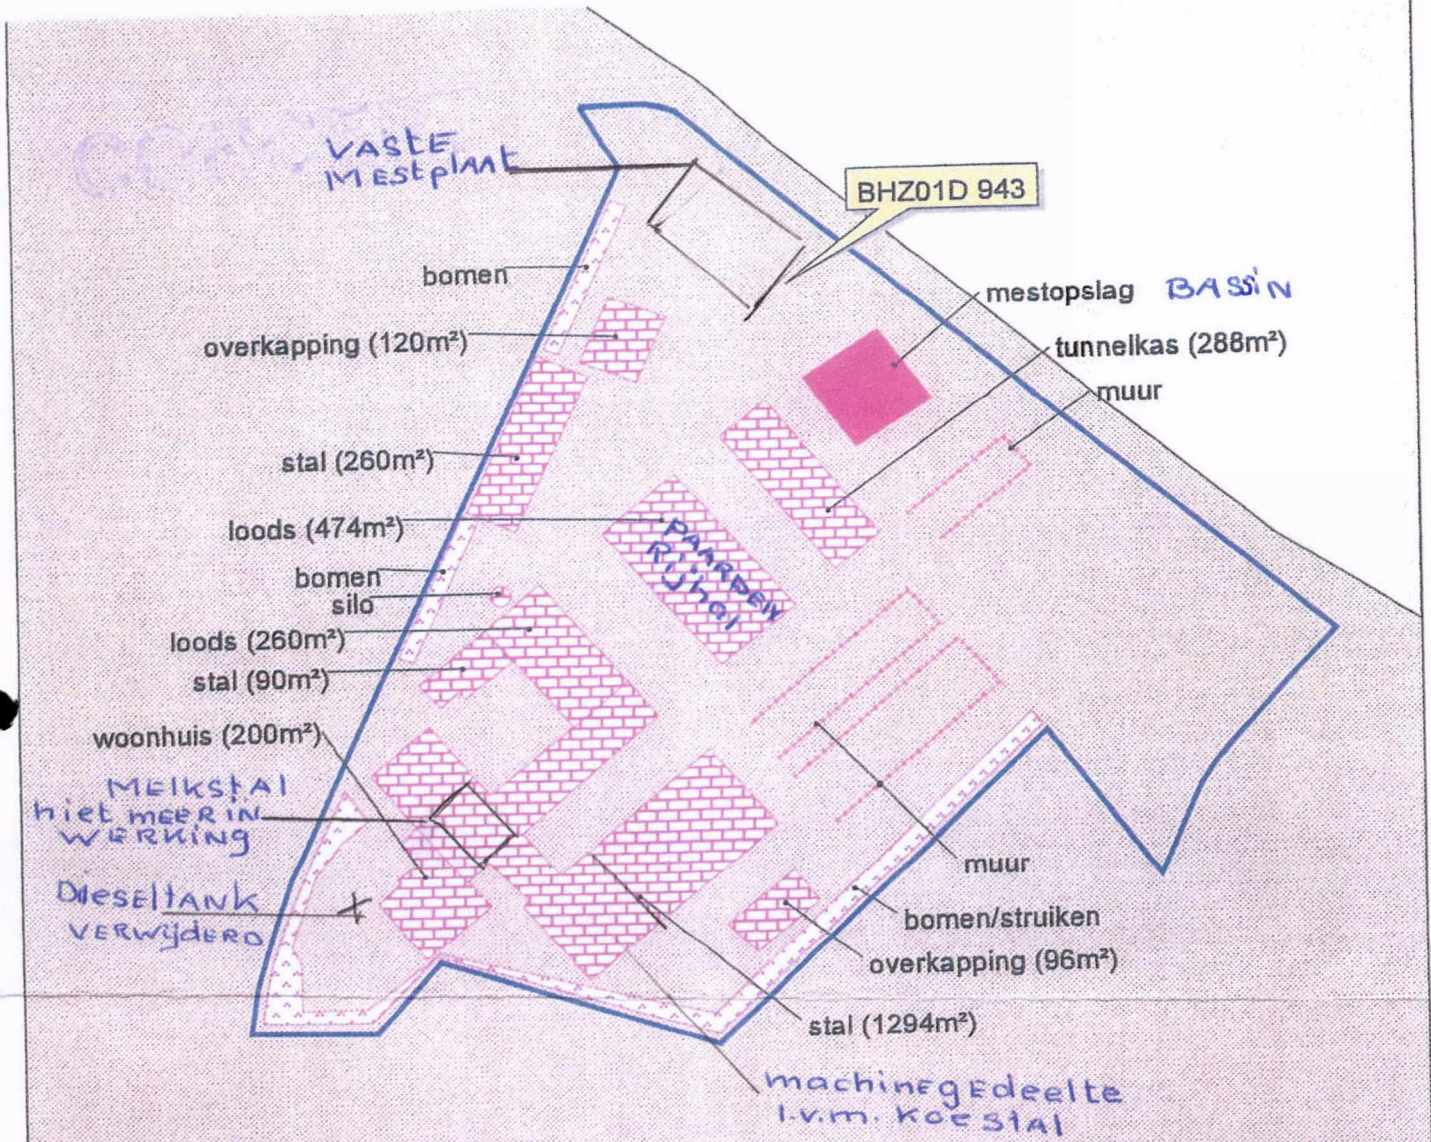 VASTE
MEStplAAt
BHZ01D 943
bomen
mestopslag BASSiN
overkapping (120m²)
tunnelkas (288m²)
muur
stal (260m²)
loods (474m²)
PAARDEN
RijhAl
bomen
silo
loods (260m²)
stal (90m²)
woonhuis (200m²)
MElKStAl
niet mEER iN
WERKiNG
muur
DiESElTANK
VERWijDERD
bomen/struiken
overkapping (96m²)
stal (1294m²)
machiNEgEdeelte
i.v.m. KoEStAl